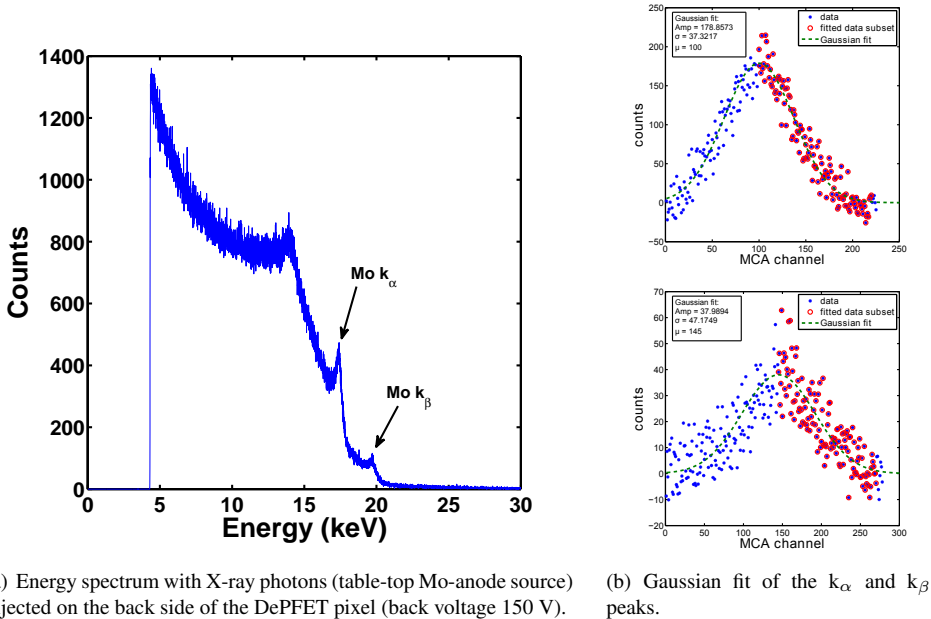 1400
1200
1000
800
600
400
200
0
Counts
0 5 10 15 20 25 30
Energy (keV)
Mo kα
Mo kβ
250
200
150
100
50
0
−50
counts
0 50 100 150 200 250
MCA channel
Gaussian fit:
Amp = 178.8573
σ = 37.3217
μ = 100
data
fitted data subset
Gaussian fit
70
60
50
40
30
20
10
0
−10
−20
counts
0 50 100 150 200 250 300
MCA channel
Gaussian fit:
Amp = 37.9894
σ = 47.1749
μ = 145
data
fitted data subset
Gaussian fit
) Energy spectrum with X-ray photons (table-top Mo-anode source)
jected on the back side of the DePFET pixel (back voltage 150 V).
(b) Gaussian fit of the kα and kβ
peaks.